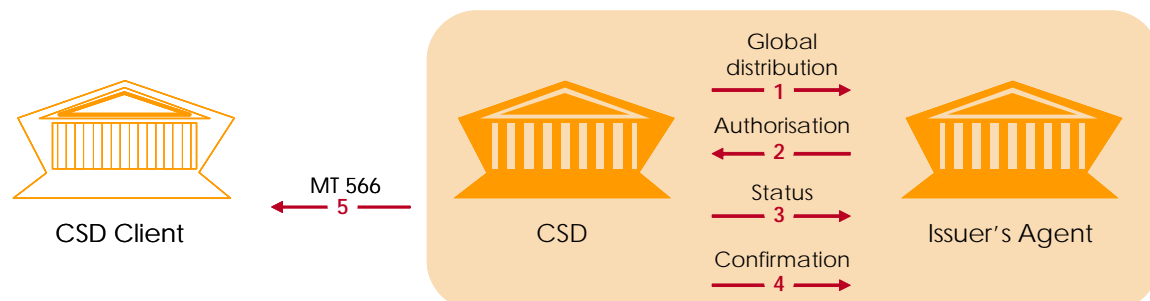 Global
distribution
1
Authorisation
2
MT 566
5
Status
3
CSD Client
CSD
Issuer's Agent
Confirmation
4